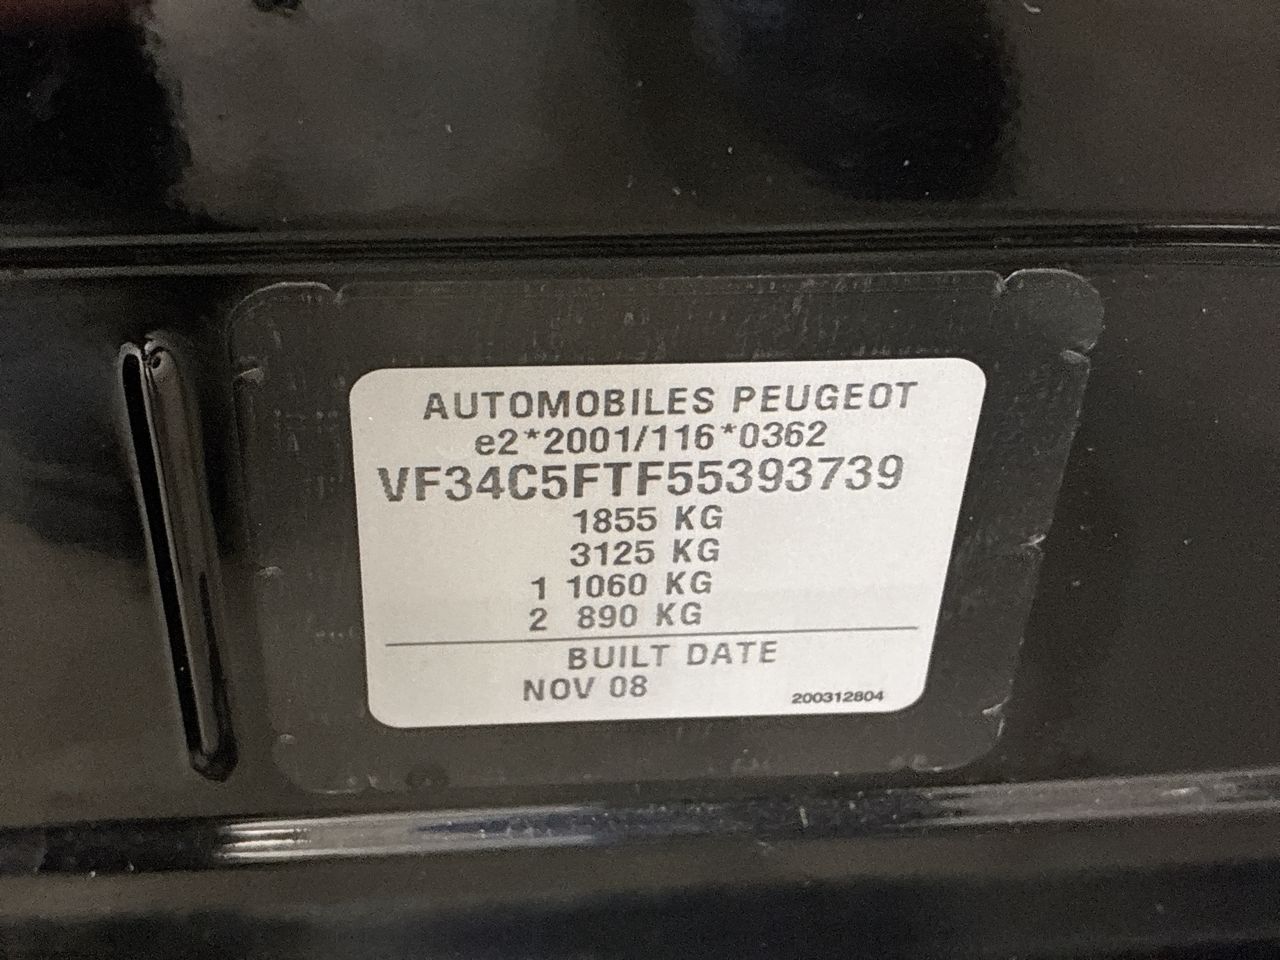 AUTOMOBILES PEUGEOT
e2*2001/116*0362
VF34C5FTF55393739
1855 KG
3125 KG
1 1060 KG
2 890 KG
BUILT DATE
NOV 08
200312804